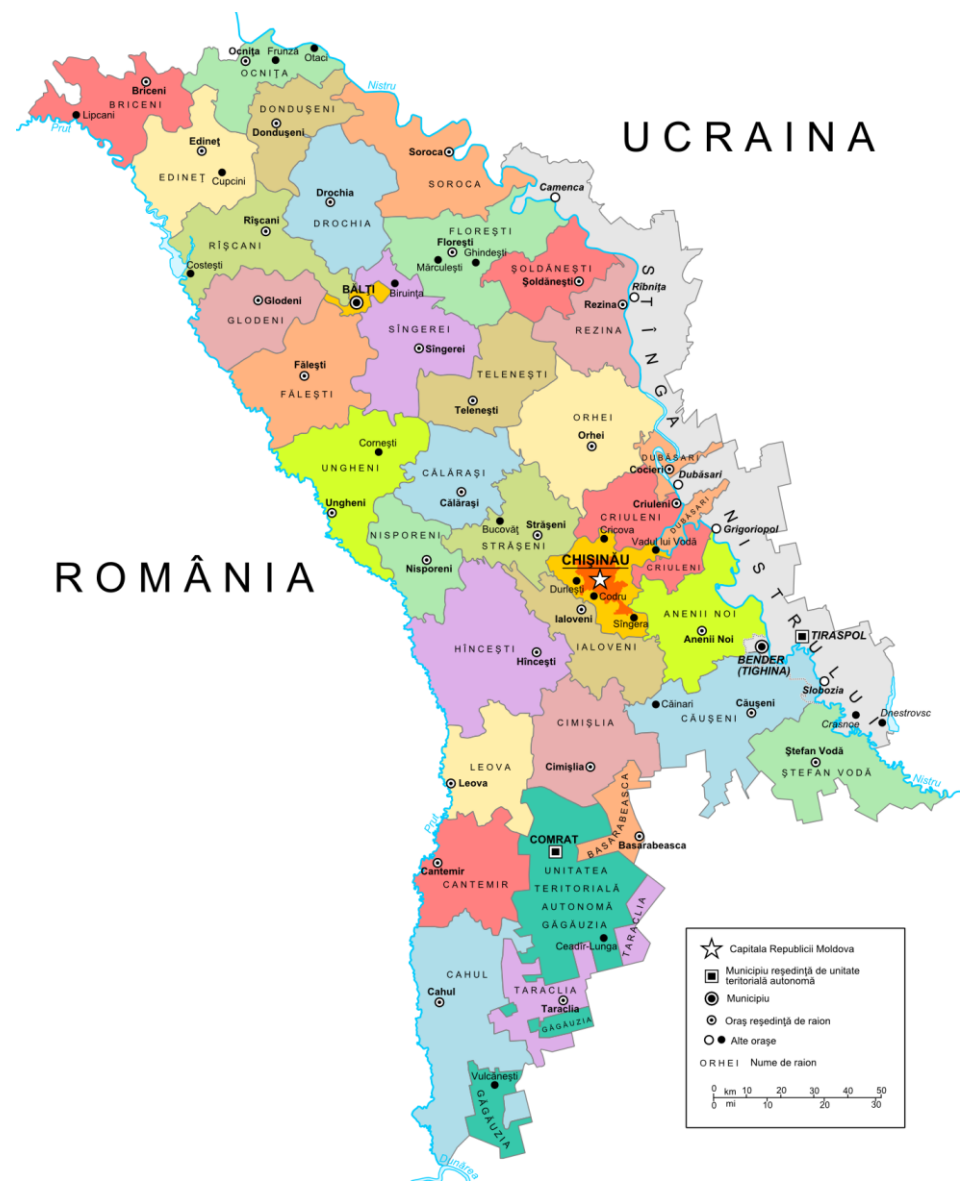 Ocnița
Frunză
Otaci
OCNIȚA
Briceni
BRICENI
Lipcani
Prut
Nistru
DONDUȘENI
Dondușeni
Edineț
EDINEȚ
Cupcini
Soroca
SOROCA
UCRAINA
Camenca
Drochia
DROCHIA
Rîșcani
RÎȘCANI
Costești
FLOREȘTI
Florești
Ghindești
Mărculești
ȘOLDĂNEȘTI
Șoldănești
STÎNGA
Rîbnița
BĂLȚI
Biruința
Glodeni
GLODENI
Rezina
REZINA
SÎNGEREI
Sîngerei
Fălești
FĂLEȘTI
TELENEȘTI
Telenești
ORHEI
Orhei
Cornești
UNGHENI
Ungheni
CĂLĂRAȘI
Călărași
DUBĂSARI
Cocieri
Dubăsari
Criuleni
CRIULENI
DUBĂSARI
NISTRULUI
Grigoriopol
Bucovăț
Strășeni
STRĂȘENI
Cricova
Vadul lui Vodă
NISPORENI
Nisporeni
CHIȘINĂU
CRIULENI
ROMÂNIA
Durlești
Codru
Ialoveni
Sîngera
ANENII NOI
Anenii Noi
TIRASPOL
HÎNCEȘTI
Hîncești
IALOVENI
BENDER
(TIGHINA)
Slobozia
Căinari
Căușeni
CĂUȘENI
Crasnoe
Dnestrovsc
CIMIȘLIA
Cimișlia
Ștefan Vodă
ȘTEFAN VODĂ
Nistru
LEOVA
Leova
Prut
BASARABEASCA
Basarabeasca
COMRAT
Cantemir
CANTEMIR
UNITATEA
TERITORIALĂ
AUTONOMĂ
GĂGĂUZIA
Ceadîr-Lunga
TARACLIA
CAHUL
Cahul
TARACLIA
Taraclia
GĂGĂUZIA
Vulcănești
GĂGĂUZIA
Dunărea
Capitala Republicii Moldova
Municipiu reședință de unitate
teritorială autonomă
Municipiu
Oraș reședință de raion
Alte orașe
ORHEI Nume de raion
0 km 10 20 30 40 50
0 mi 10 20 30